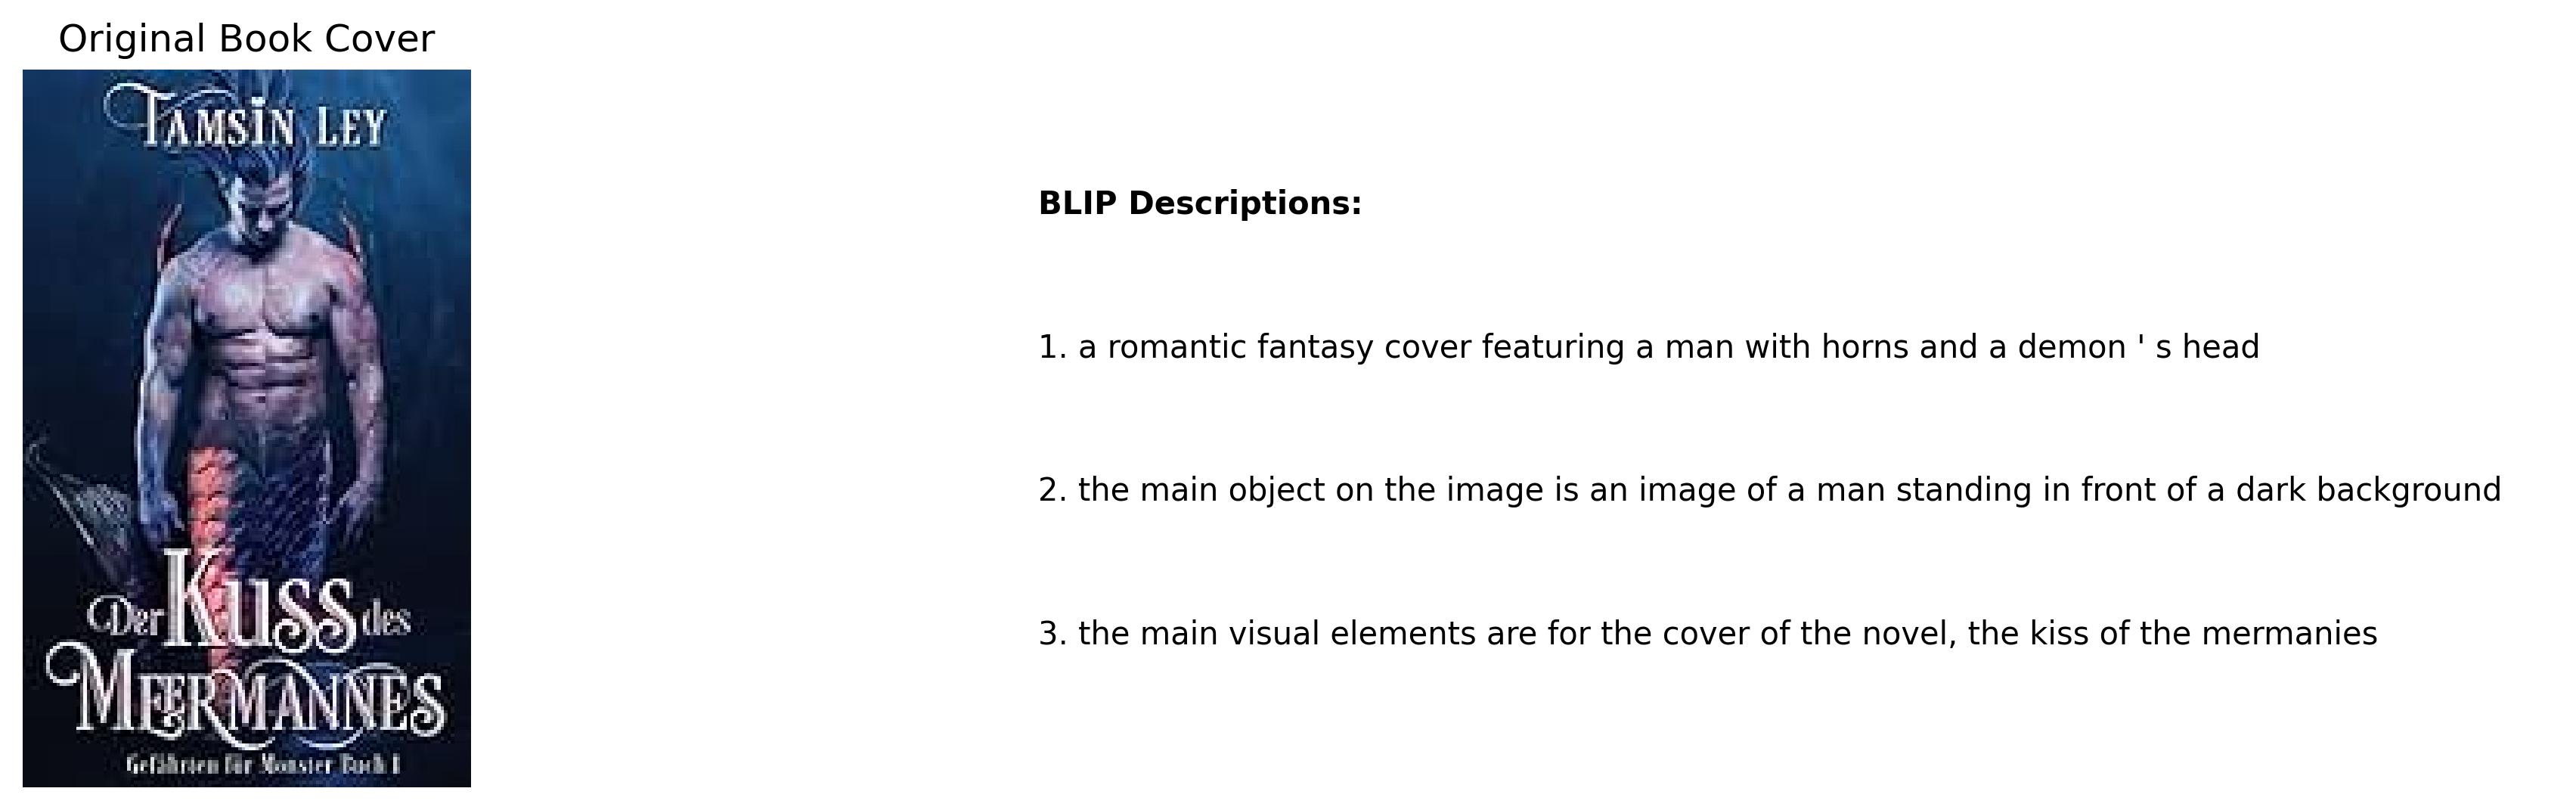 Original Book Cover
TAMSIN LEY
Der Kuss des
MEERMANNES
Gefährten für Monster Buch 1
BLIP Descriptions:
1. a romantic fantasy cover featuring a man with horns and a demon ' s head
2. the main object on the image is an image of a man standing in front of a dark background
3. the main visual elements are for the cover of the novel, the kiss of the mermanies